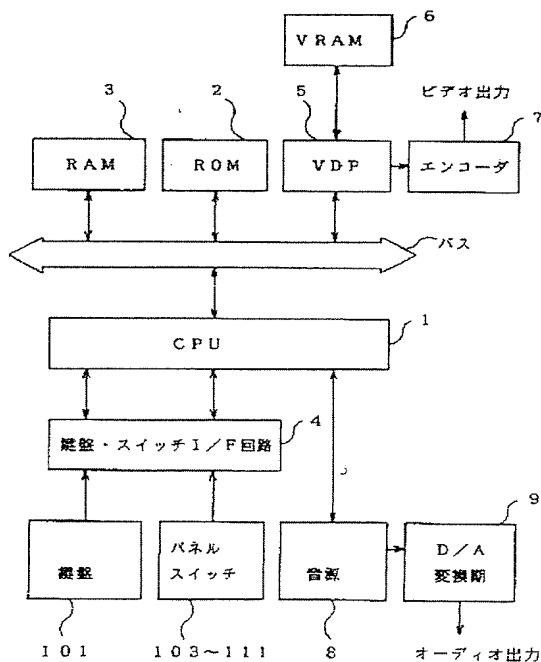 6
VRAM
3
2
5
ビデオ出力
7
RAM
ROM
VDP
エンコーダ
バス
1
CPU
4
鍵盤・スイッチI/F回路
9
鍵盤
パネル
スイッチ
音源
D/A
変換期
101
103～111
8
オーディオ出力